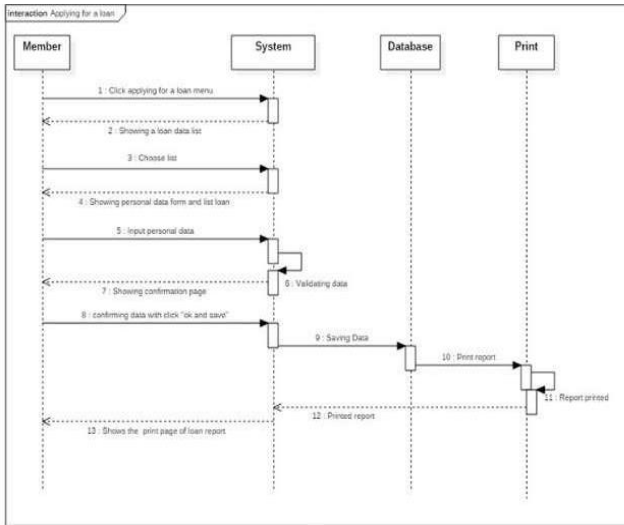 interaction Applying for a loan
Member
System
Database
Print
1 : Click applying for a loan menu
2 : Showing a loan data list
3 : Choose list
4 : Showing personal data form and list loan
5 : Input personal data
6 : Validating data
7 : Showing confirmation page
8 : confirming data with click "ok and save"
9 : Saving Data
10 : Print report
11 : Report printed
12 : Printed report
13 : Shows the print page of loan report